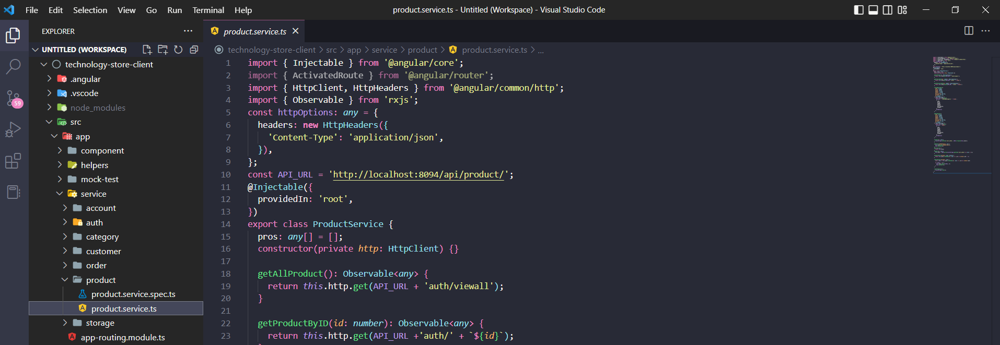 File Edit Selection View Go Run Terminal Help
product.service.ts - Untitled (Workspace) - Visual Studio Code
EXPLORER
product.service.ts
UNTITLED (WORKSPACE)
technology-store-client > src > app > service > product > product.service.ts > ...
59
technology-store-client
.angular
.vscode
node_modules
src
app
component
helpers
mock-test
service
account
auth
category
customer
order
product
product.service.spec.ts
product.service.ts
storage
app-routing.module.ts
1 import { Injectable } from '@angular/core';
2 import { ActivatedRoute } from '@angular/router';
3 import { HttpClient, HttpHeaders } from '@angular/common/http';
4 import { Observable } from 'rxjs';
5 const httpOptions: any = {
6 headers: new HttpHeaders({
7 'Content-Type': 'application/json',
8 }),
9 };
10 const API_URL = 'http://localhost:8094/api/product/';
11 @Injectable({
12 providedIn: 'root',
13 })
14 export class ProductService {
15 pros: any[] = [];
16 constructor(private http: HttpClient) {}
17
18 getAllProduct(): Observable<any> {
19 return this.http.get(API_URL + 'auth/viewall');
20 }
21
22 getProductByID(id: number): Observable<any> {
23 return this.http.get(API_URL +'auth/' + `${id}`);